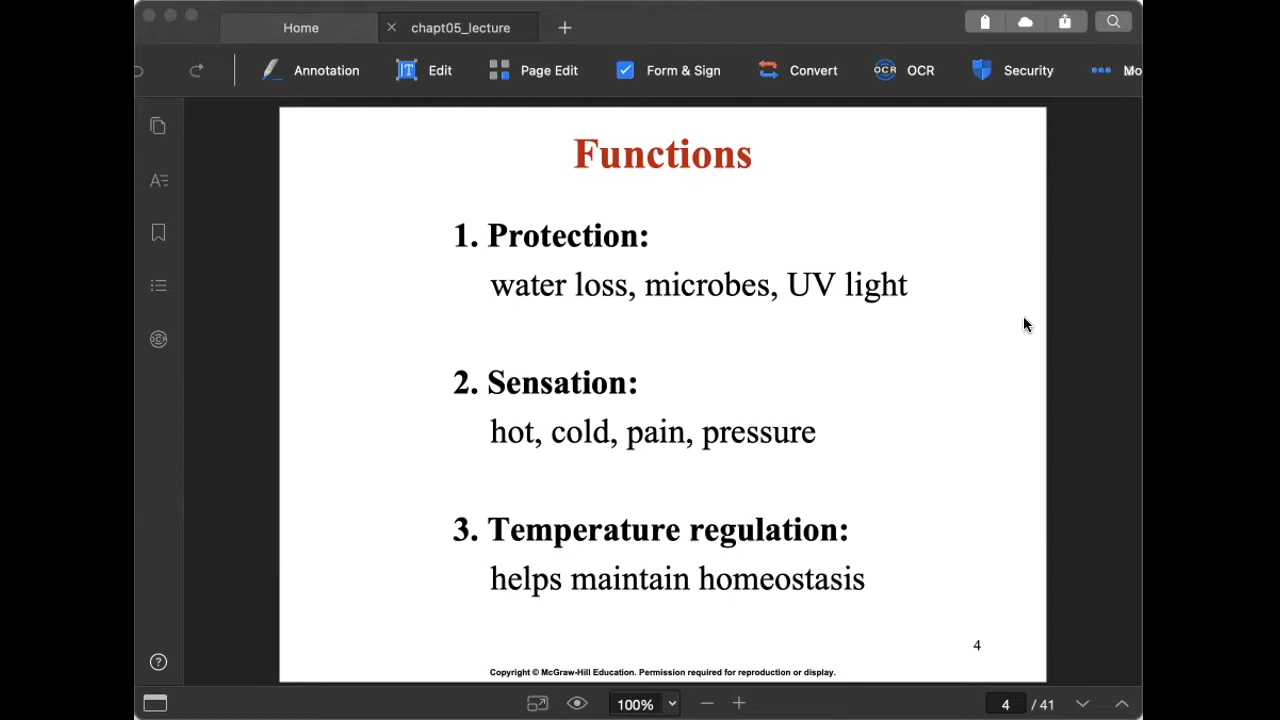 Home
chapt05_lecture
Annotation
Edit
Page Edit
Form & Sign
Convert
OCR
OCR
Security
Functions
1. Protection:
water loss, microbes, UV light
2. Sensation:
hot, cold, pain, pressure
3. Temperature regulation:
helps maintain homeostasis
4
Copyright © McGraw-Hill Education. Permission required for reproduction or display.
100%
4 / 41